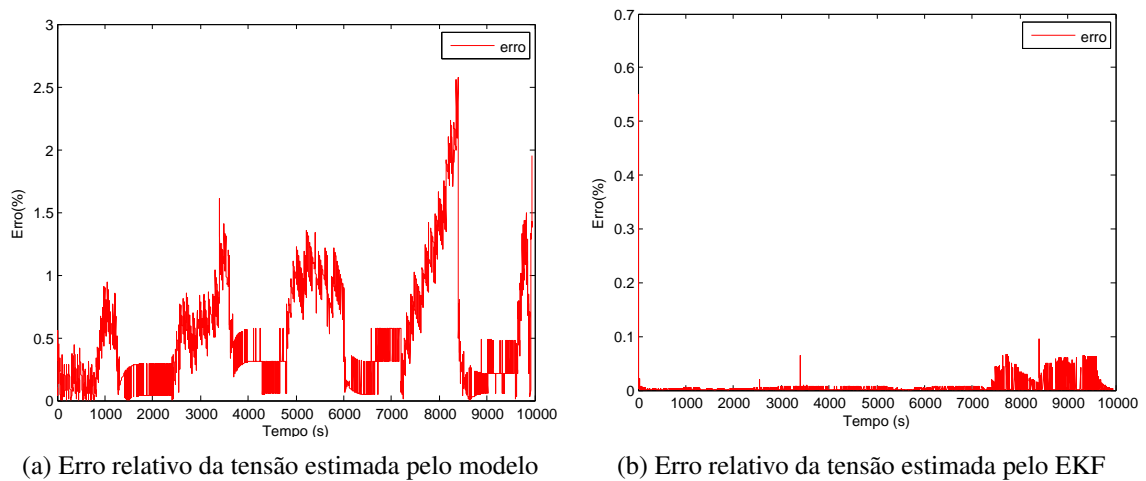 3
2.5
2
1.5
1
0.5
0
Erro(%)
erro
0 1000 2000 3000 4000 5000 6000 7000 8000 9000 10000
Tempo (s)
(a) Erro relativo da tensão estimada pelo modelo
0.7
0.6
0.5
0.4
0.3
0.2
0.1
0
Erro(%)
erro
0 1000 2000 3000 4000 5000 6000 7000 8000 9000 10000
Tempo (s)
(b) Erro relativo da tensão estimada pelo EKF